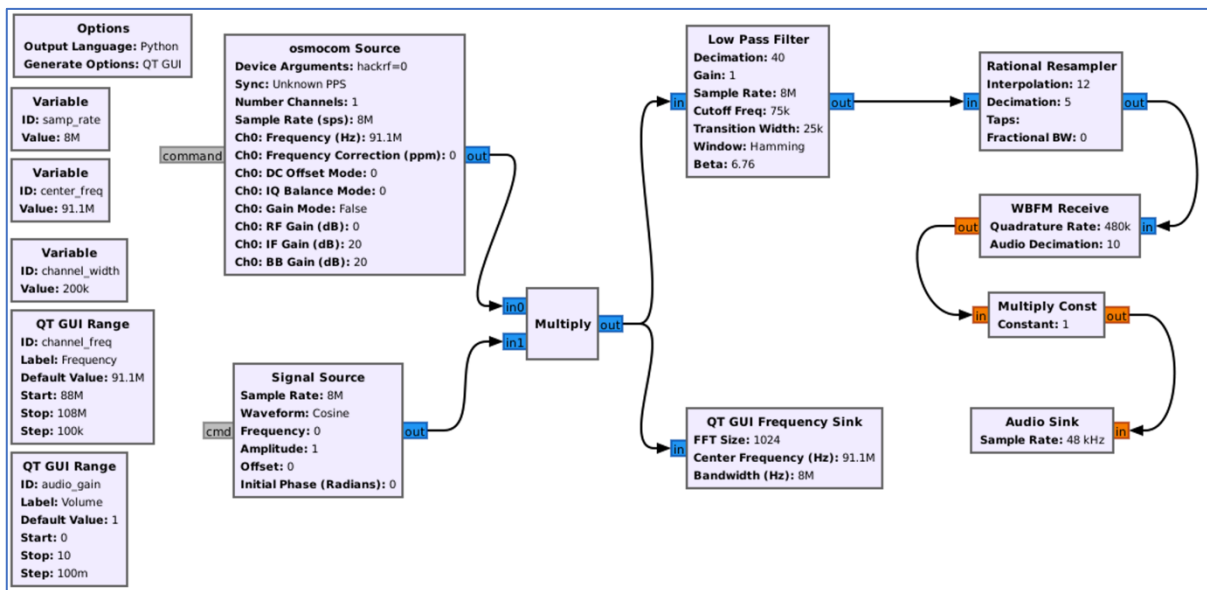 Options
Output Language: Python
Generate Options: QT GUI
Variable
ID: samp_rate
Value: 8M
Variable
ID: center_freq
Value: 91.1M
Variable
ID: channel_width
Value: 200k
QT GUI Range
ID: channel_freq
Label: Frequency
Default Value: 91.1M
Start: 88M
Stop: 108M
Step: 100k
QT GUI Range
ID: audio_gain
Label: Volume
Default Value: 1
Start: 0
Stop: 10
Step: 100m
osmocom Source
Device Arguments: hackrf=0
Sync: Unknown PPS
Number Channels: 1
Sample Rate (sps): 8M
Ch0: Frequency (Hz): 91.1M
Ch0: Frequency Correction (ppm): 0
Ch0: DC Offset Mode: 0
Ch0: IQ Balance Mode: 0
Ch0: Gain Mode: False
Ch0: RF Gain (dB): 0
Ch0: IF Gain (dB): 20
Ch0: BB Gain (dB): 20
command
out
Signal Source
Sample Rate: 8M
Waveform: Cosine
Frequency: 0
Amplitude: 1
Offset: 0
Initial Phase (Radians): 0
cmd
out
in0
in1
Multiply
out
Low Pass Filter
Decimation: 40
Gain: 1
Sample Rate: 8M
Cutoff Freq: 75k
Transition Width: 25k
Window: Hamming
Beta: 6.76
in
out
QT GUI Frequency Sink
FFT Size: 1024
Center Frequency (Hz): 91.1M
Bandwidth (Hz): 8M
in
Rational Resampler
Interpolation: 12
Decimation: 5
Taps:
Fractional BW: 0
in
out
WBFM Receive
Quadrature Rate: 480k
Audio Decimation: 10
out
in
Multiply Const
Constant: 1
in
out
Audio Sink
Sample Rate: 48 kHz
in